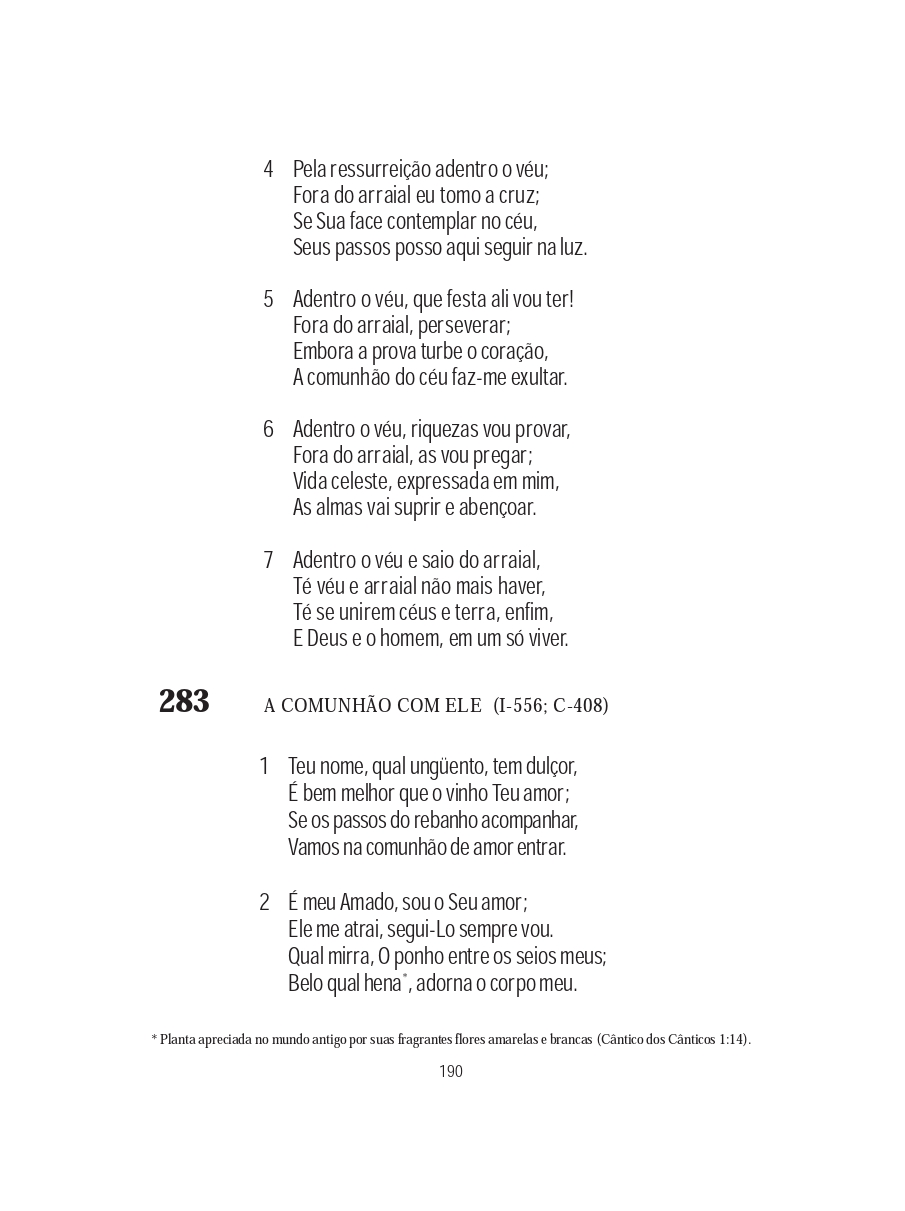 4 Pela ressurreição adentro o véu;
Fora do arraial eu tomo a cruz;
Se Sua face contemplar no céu,
Seus passos posso aqui seguir na luz.
5 Adentro o véu, que festa ali vou ter!
Fora do arraial, perseverar;
Embora a prova turbe o coração,
A comunhão do céu faz-me exultar.
6 Adentro o véu, riquezas vou provar,
Fora do arraial, as vou pregar;
Vida celeste, expressada em mim,
As almas vai suprir e abençoar.
7 Adentro o véu e saio do arraial,
Té véu e arraial não mais haver,
Té se unirem céus e terra, enfim,
E Deus e o homem, em um só viver.
283 A COMUNHÃO COM ELE (I-556; C-408)
1 Teu nome, qual ungüento, tem dulçor,
É bem melhor que o vinho Teu amor;
Se os passos do rebanho acompanhar,
Vamos na comunhão de amor entrar.
2 É meu Amado, sou o Seu amor;
Ele me atrai, segui-Lo sempre vou.
Qual mirra, O ponho entre os seios meus;
Belo qual hena*, adorna o corpo meu.
* Planta apreciada no mundo antigo por suas fragrantes flores amarelas e brancas (Cântico dos Cânticos 1:14).
190